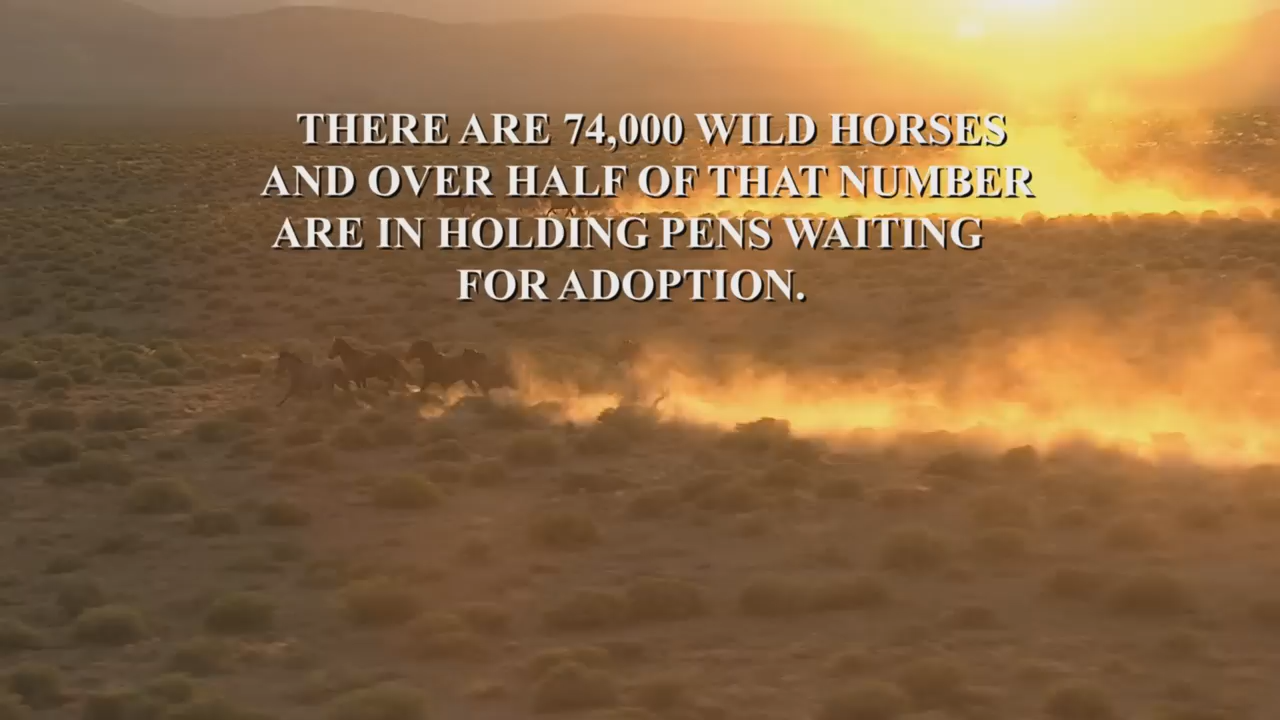 THERE ARE 74,000 WILD HORSES
AND OVER HALF OF THAT NUMBER
ARE IN HOLDING PENS WAITING
FOR ADOPTION.